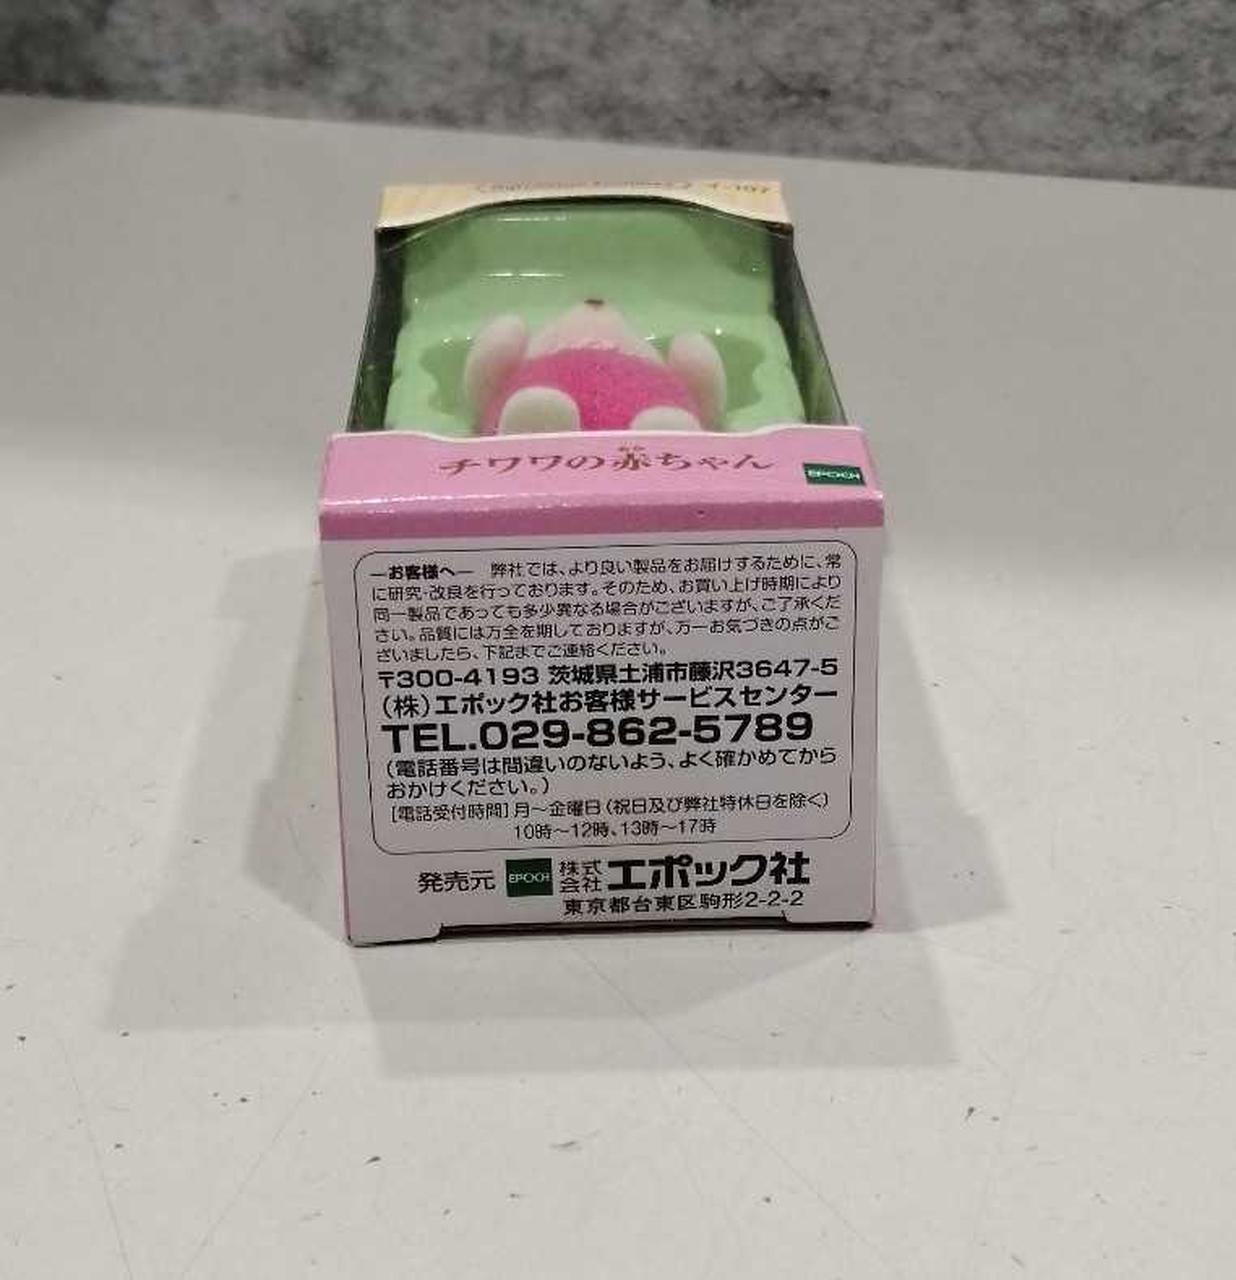 チワワの赤ちゃん
EPOCH
―お客様へ― 弊社では、より良い製品をお届けするために、常
に研究・改良を行っております。そのため、お買い上げ時期により
同一製品であっても多少異なる場合がございますが、ご了承くだ
さい。品質には万全を期しておりますが、万一お気づきの点がご
ざいましたら、下記までご連絡ください。
〒300-4193 茨城県土浦市藤沢3647-5
(株)エポック社お客様サービスセンター
TEL.029-862-5789
(電話番号は間違いのないよう、よく確かめてから
おかけください。)
[電話受付時間]月〜金曜日(祝日及び弊社特休日を除く)
10時〜12時、13時〜17時
発売元 EPOCH 株式会社 エポック社
東京都台東区駒形2-2-2